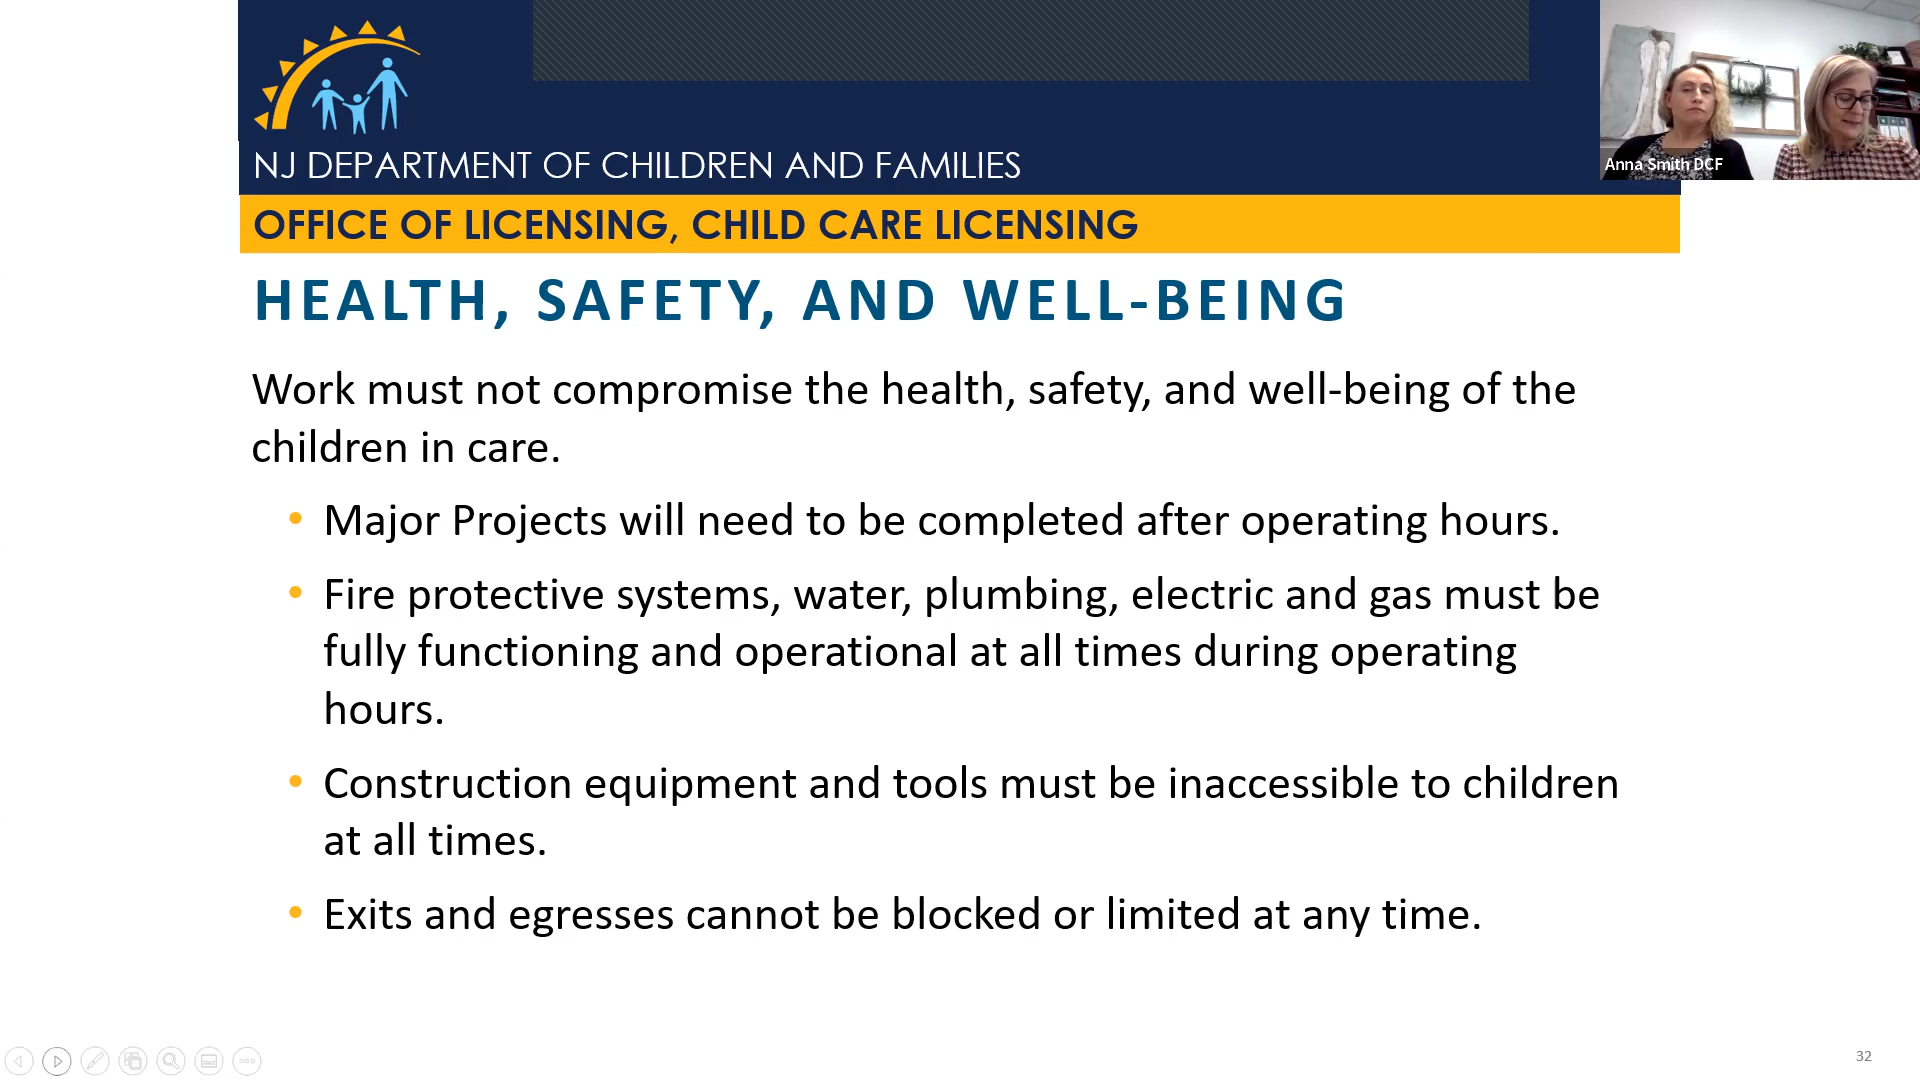 Anna Smith DCF
NJ DEPARTMENT OF CHILDREN AND FAMILIES
OFFICE OF LICENSING, CHILD CARE LICENSING
HEALTH, SAFETY, AND WELL-BEING
Work must not compromise the health, safety, and well-being of the
children in care.
• Major Projects will need to be completed after operating hours.
• Fire protective systems, water, plumbing, electric and gas must be
fully functioning and operational at all times during operating
hours.
• Construction equipment and tools must be inaccessible to children
at all times.
• Exits and egresses cannot be blocked or limited at any time.
32